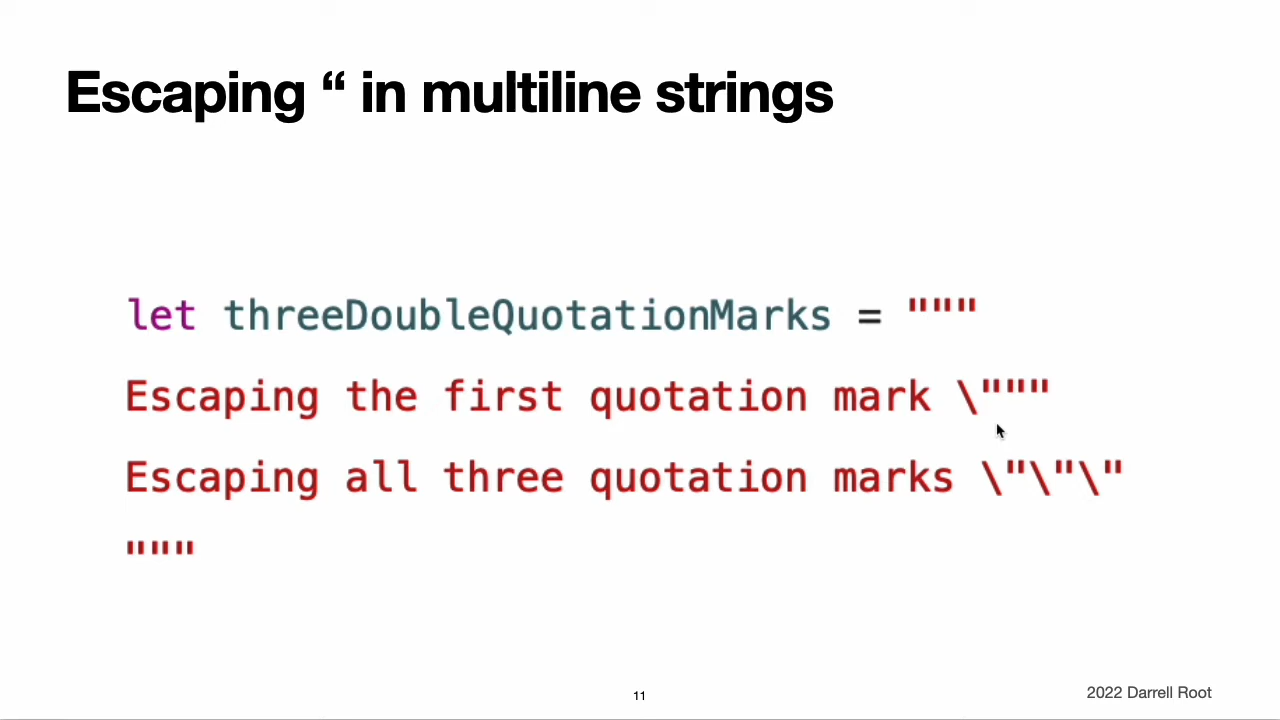 Escaping “ in multiline strings
let threeDoubleQuotationMarks = """
Escaping the first quotation mark \"""
Escaping all three quotation marks \"\"\"
"""
11
2022 Darrell Root